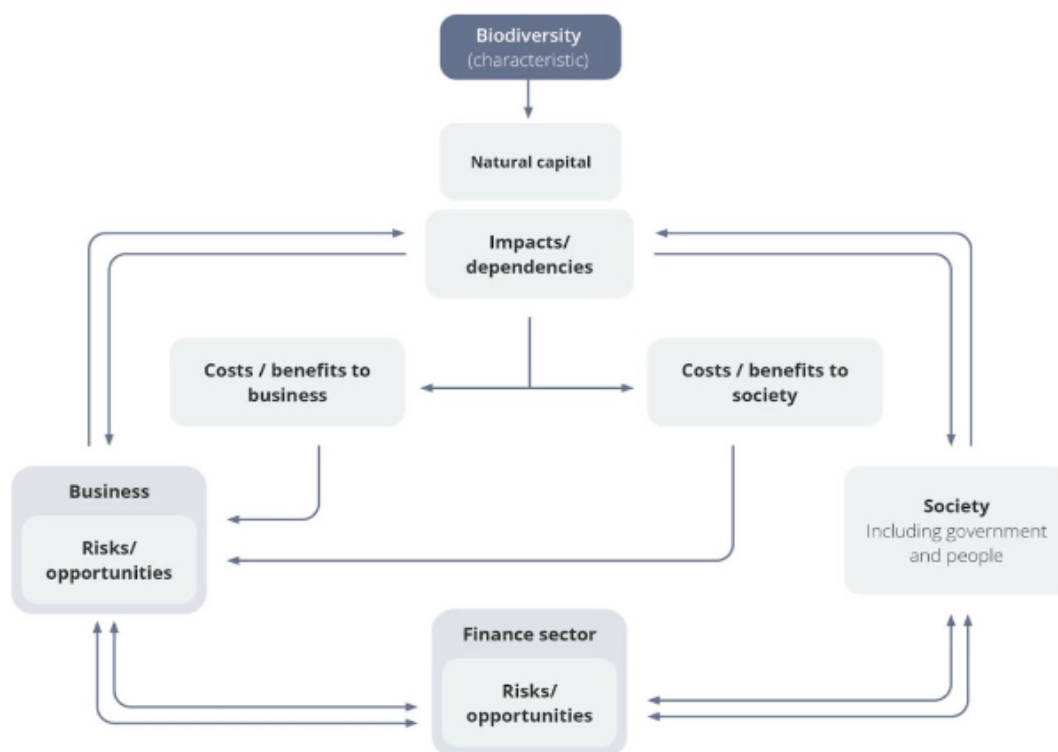 Biodiversity
(characteristic)
Natural capital
Impacts/
dependencies
Costs / benefits to
business
Costs / benefits to
society
Business
Risks/
opportunities
Society
Including government
and people
Finance sector
Risks/
opportunities